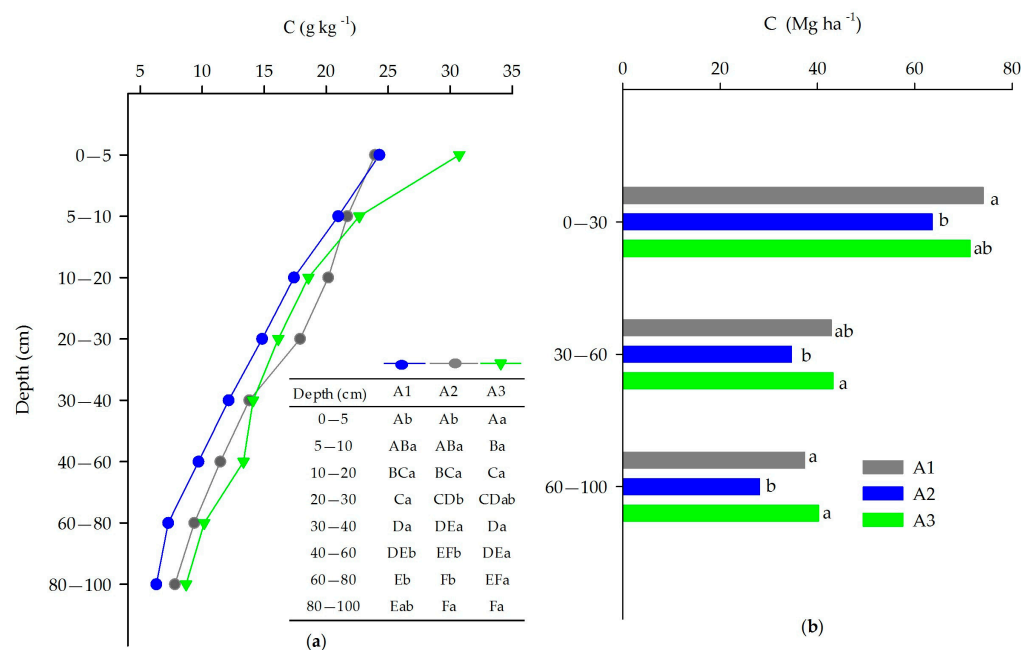 C (g kg -1)
5 10 15 20 25 30 35
Depth (cm)
0—5
5—10
10—20
20—30
30—40
40—60
60—80
80—100
Depth (cm) A1 A2 A3
0—5 Ab Ab Aa
5—10 ABa ABa Ba
10—20 BCa BCa Ca
20—30 Ca CDb CDab
30—40 Da DEa Da
40—60 DEb EFb DEa
60—80 Eb Fb EFa
80—100 Eab Fa Fa
(a)
C (Mg ha -1)
0 20 40 60 80
0—30
a
b
ab
30—60
ab
b
a
60—100
a
b
a
A1
A2
A3
(b)